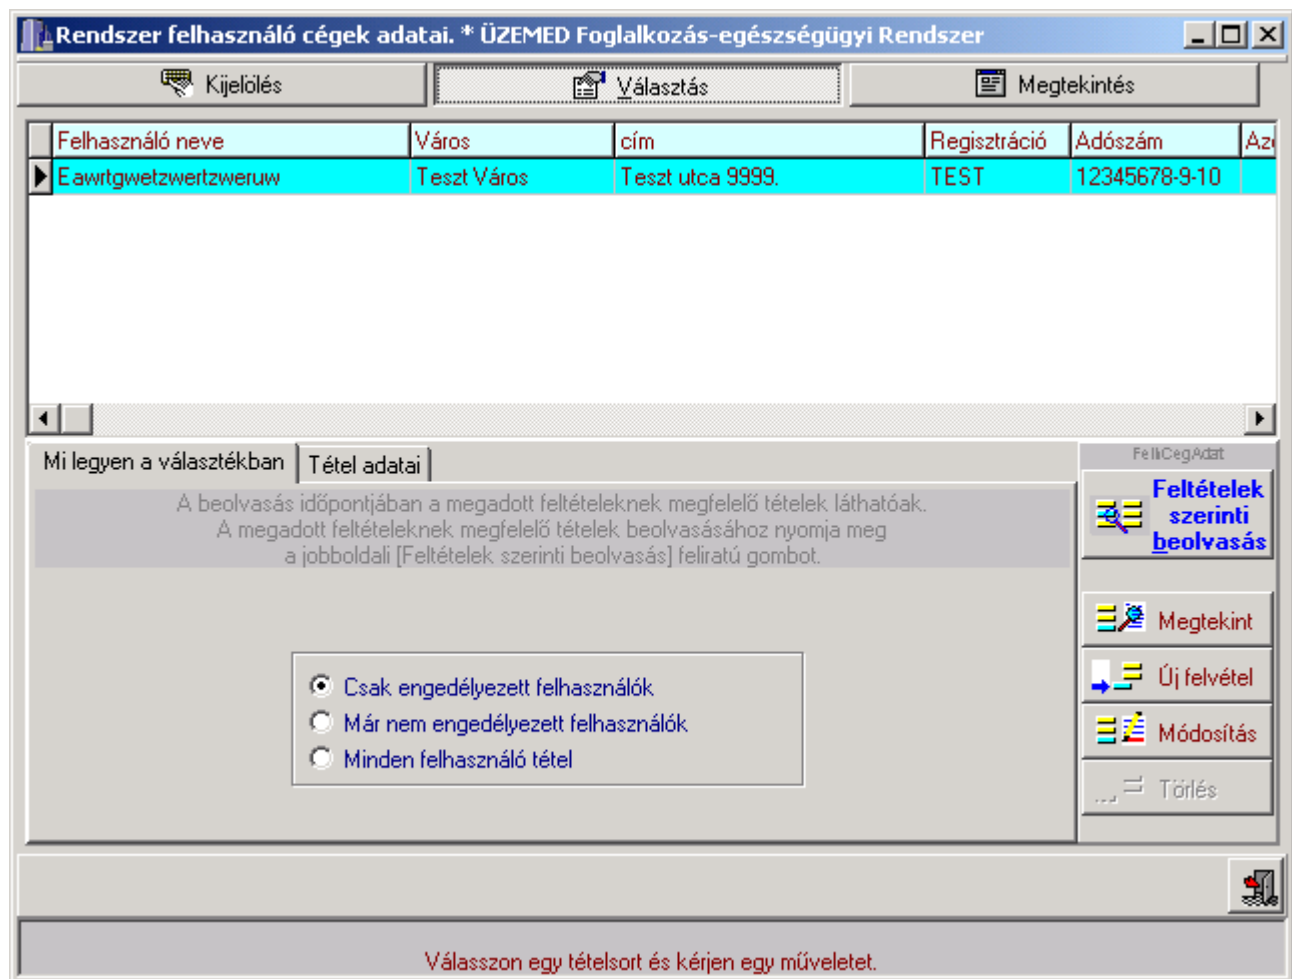 Rendszer felhasználó cégek adatai. * ÜZEMED Foglalkozás-egészségügyi Rendszer
Kijelölés Választás Megtekintés
Felhasználó neve Város cím Regisztráció Adószám
Eawrtgwetzwertzweruw Teszt Város Teszt utca 9999. TEST 12345678-9-10
Mi legyen a választékban Tétel adatai
A beolvasás időpontjában a megadott feltételeknek megfelelő tételek láthatóak.
A megadott feltételeknek megfelelő tételek beolvasásához nyomja meg
a jobboldali [Feltételek szerinti beolvasás] feliratú gombot.
Csak engedélyezett felhasználók
Már nem engedélyezett felhasználók
Minden felhasználó tétel
Feltételek
szerinti
beolvasás
Megtekint
Új felvétel
Módosítás
Törlés
Válasszon egy tételsort és kérjen egy műveletet.